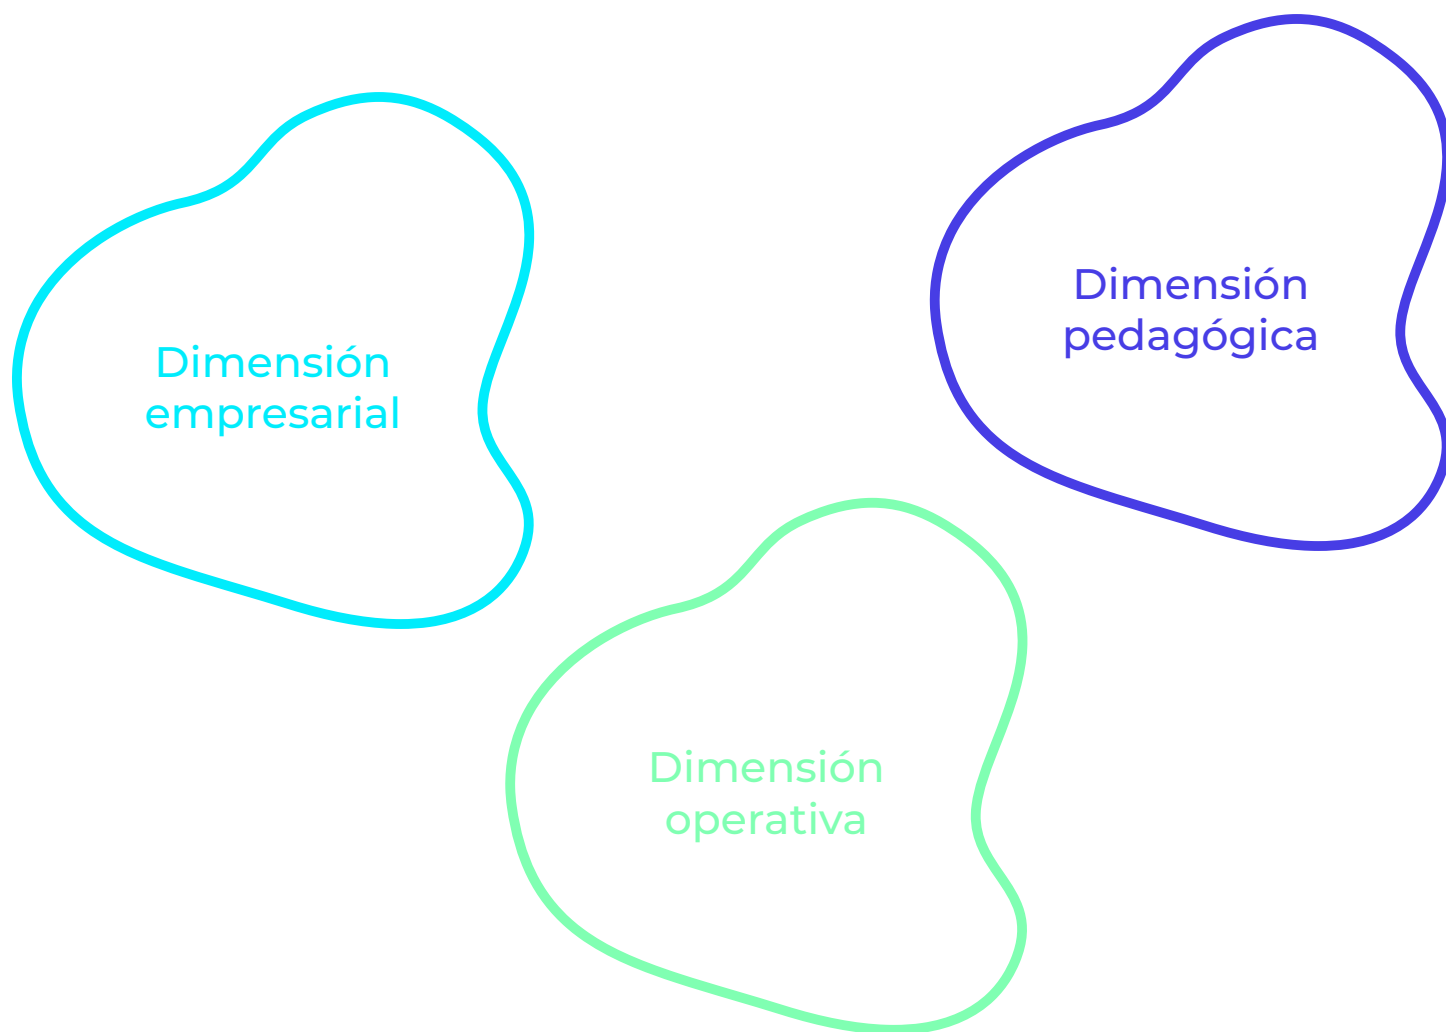 Dimensión
empresarial
Dimensión
pedagógica
Dimensión
operativa